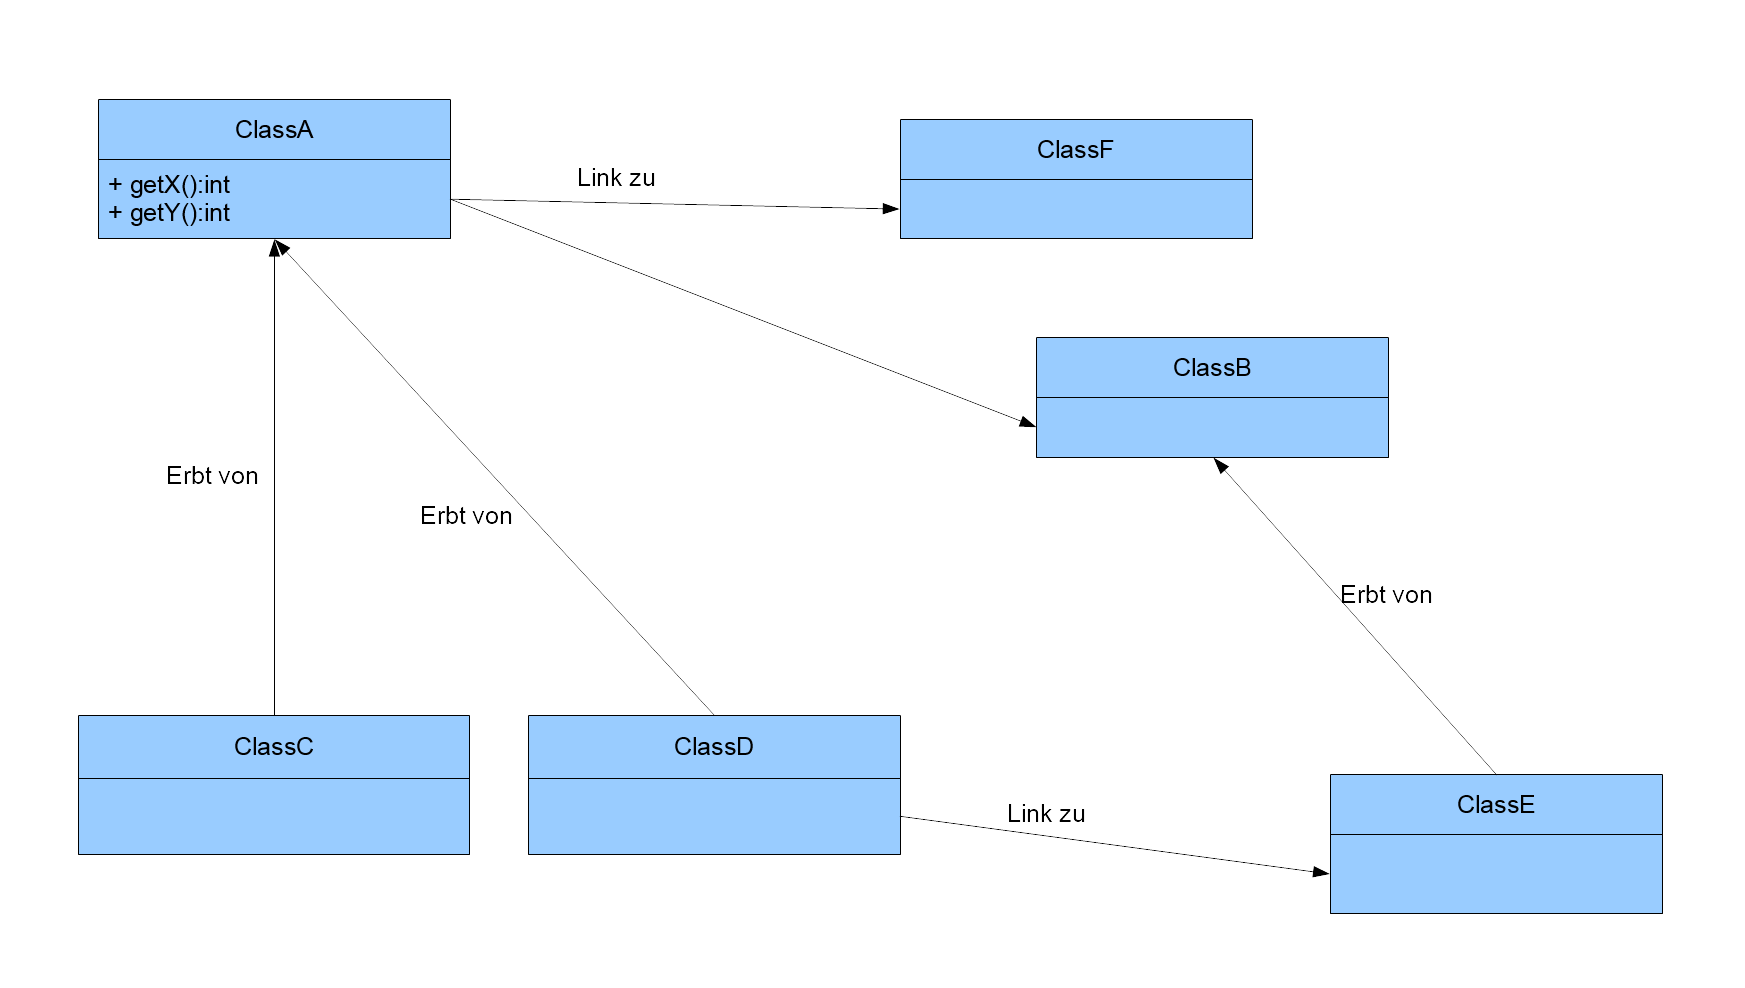 ClassA
+ getX():int
+ getY():int
Link zu
ClassF
ClassB
Erbt von
Erbt von
Erbt von
ClassC
ClassD
Link zu
ClassE